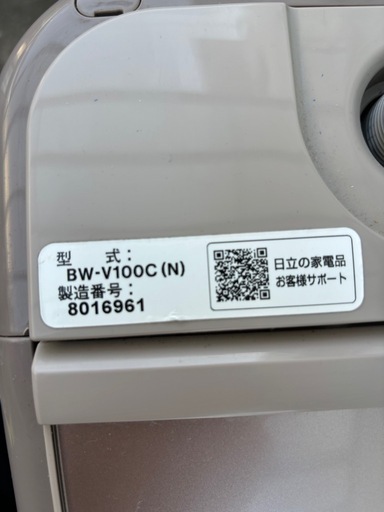 型　式：
BW-V100C(N)
製造番号：
8016961
日立の家電品
お客様サポート